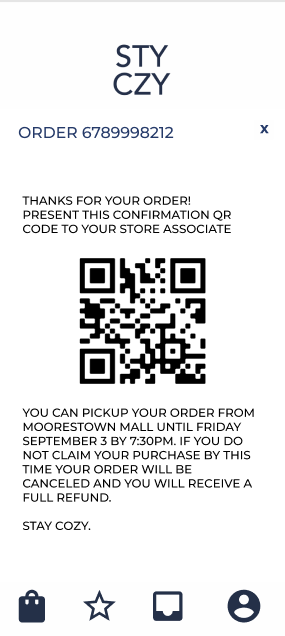 STY
CZY
ORDER 6789998212
x
THANKS FOR YOUR ORDER!
PRESENT THIS CONFIRMATION QR
CODE TO YOUR STORE ASSOCIATE
YOU CAN PICKUP YOUR ORDER FROM
MOORESTOWN MALL UNTIL FRIDAY
SEPTEMBER 3 BY 7:30PM. IF YOU DO
NOT CLAIM YOUR PURCHASE BY THIS
TIME YOUR ORDER WILL BE
CANCELED AND YOU WILL RECEIVE A
FULL REFUND.
STAY COZY.